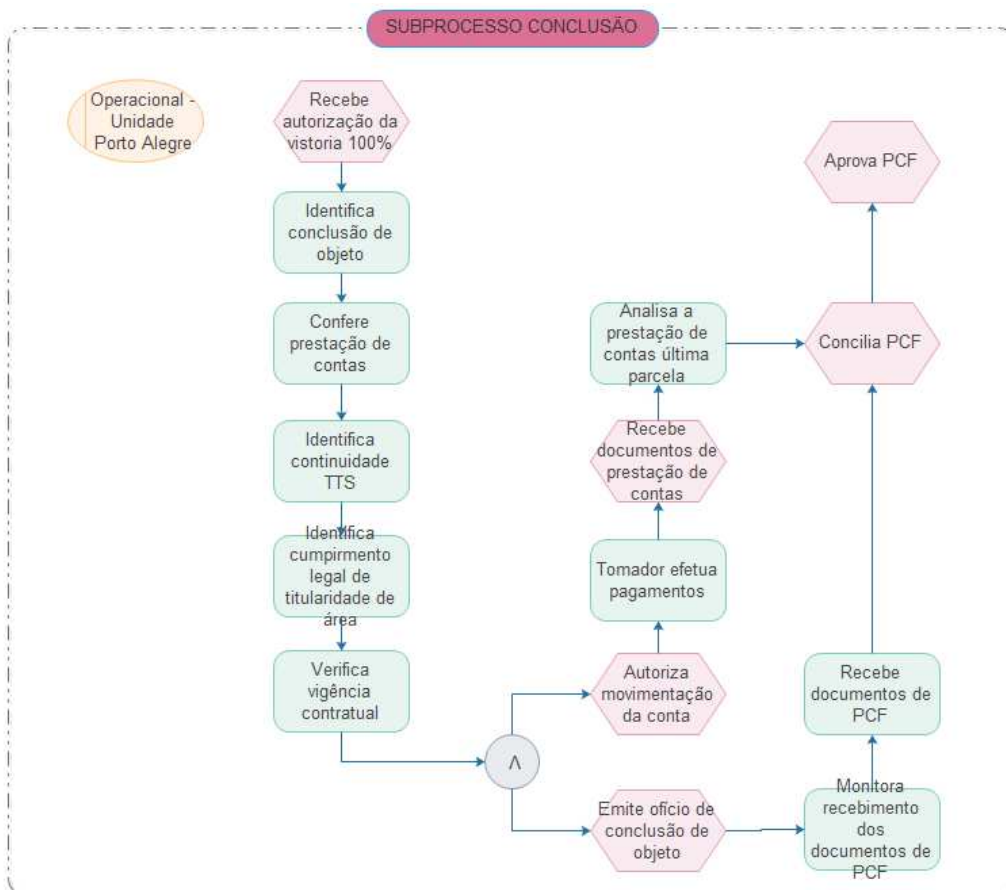 SUBPROCESSO CONCLUSÃO
Operacional -
Unidade
Porto Alegre
Recebe
autorização da
vistoria 100%
Identifica
conclusão de
objeto
Confere
prestação de
contas
Identifica
continuidade
TTS
Identifica
cumpirmento
legal de
titularidade de
área
Verifica
vigência
contratual
Λ
Autoriza
movimentação
da conta
Tomador efetua
pagamentos
Recebe
documentos de
prestação de
contas
Analisa a
prestação de
contas última
parcela
Emite ofício de
conclusão de
objeto
Monitora
recebimento
dos
documentos de
PCF
Recebe
documentos de
PCF
Concilia PCF
Aprova PCF